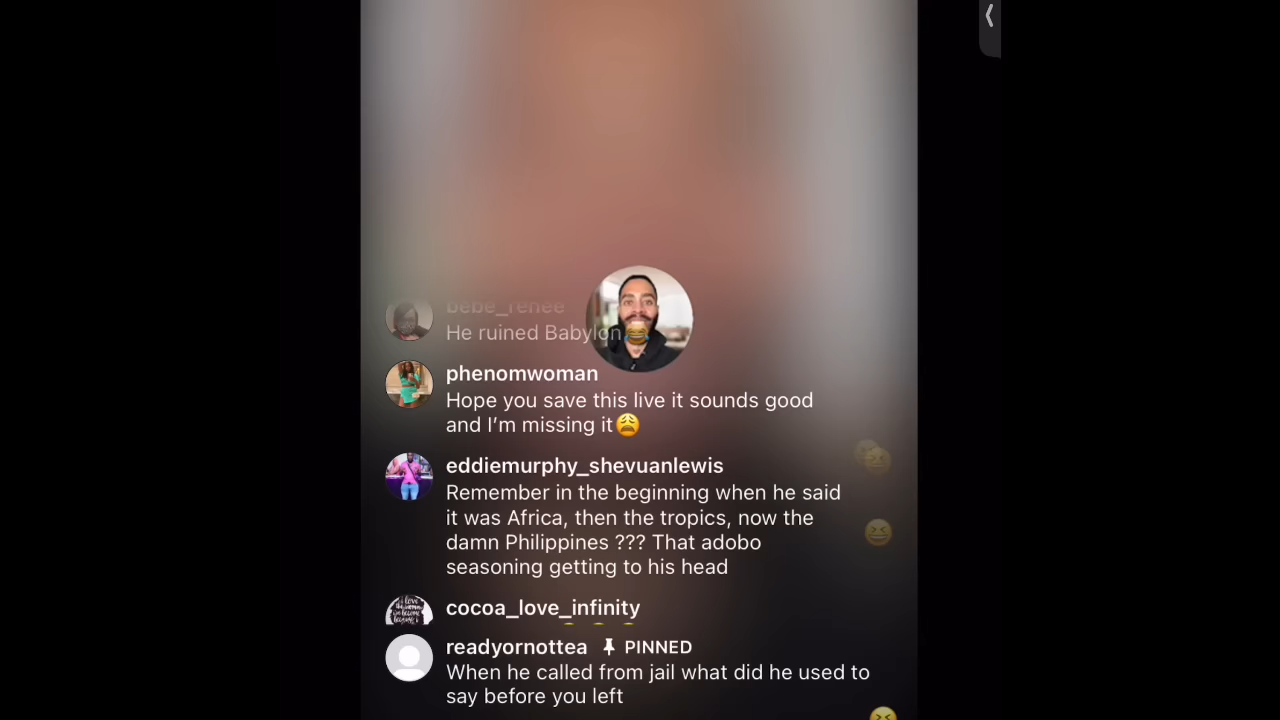 bebe_renee
He ruined Babylon
phenomwoman
Hope you save this live it sounds good
and I’m missing it😩
eddiemurphy_shevuanlewis
Remember in the beginning when he said
it was Africa, then the tropics, now the
damn Philippines ??? That adobo
seasoning getting to his head
cocoa_love_infinity
readyornottea PINNED
When he called from jail what did he used to
say before you left